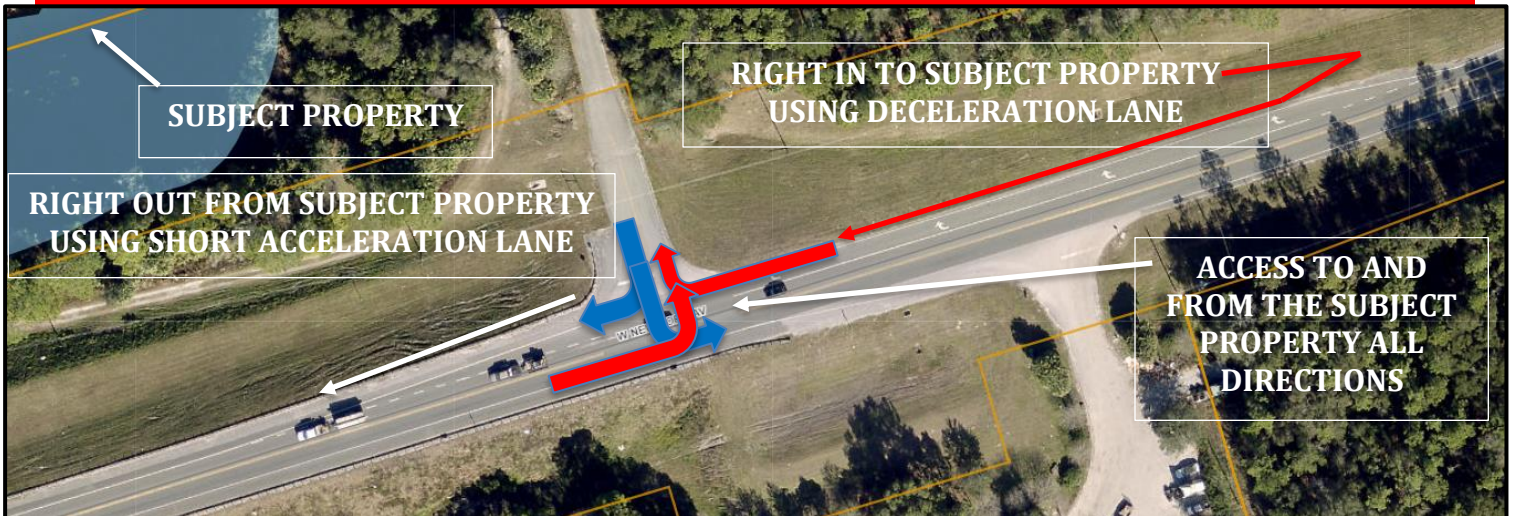 RIGHT IN TO SUBJECT PROPERTY
USING DECELERATION LANE
SUBJECT PROPERTY
RIGHT OUT FROM SUBJECT PROPERTY
USING SHORT ACCELERATION LANE
ACCESS TO AND
FROM THE SUBJECT
PROPERTY ALL
DIRECTIONS